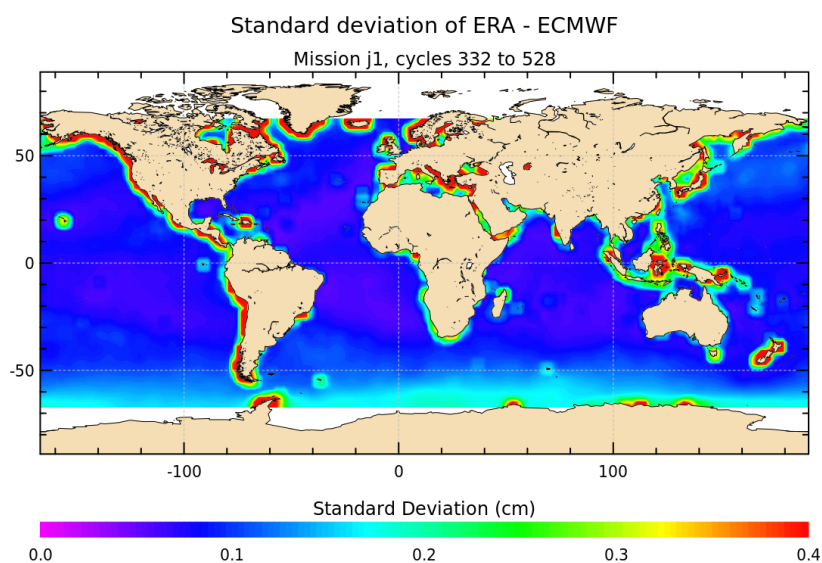 Standard deviation of ERA - ECMWF
Mission j1, cycles 332 to 528
50
0
-50
-100 0 100
Standard Deviation (cm)
0.0 0.1 0.2 0.3 0.4